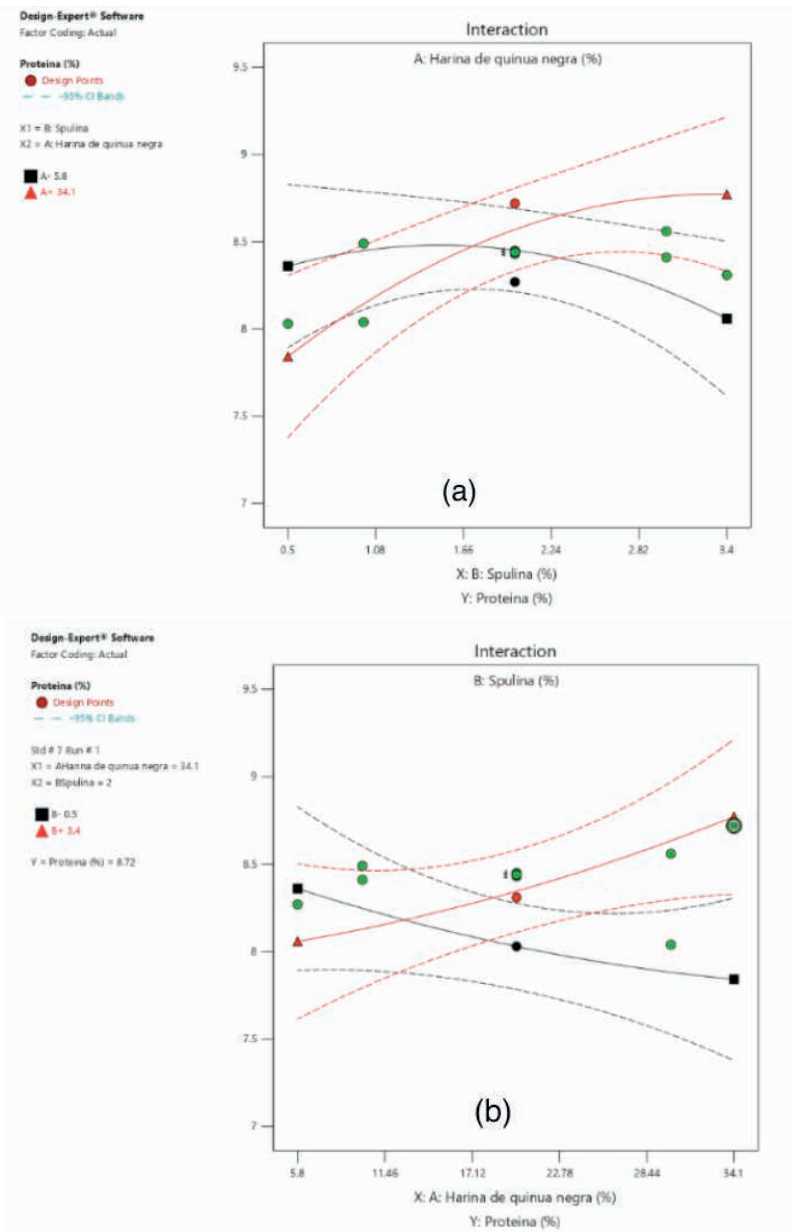 Design-Expert® Software
Factor Coding: Actual
Proteina (%)
Design Points
95% CI Bands
X1 = B: Spulina
X2 = A: Harina de quinua negra
A- 5.8
A+ 34.1
Interaction
A: Harina de quinua negra (%)
9.5
9
8.5
8
7.5
7
(a)
0.5 1.08 1.66 2.24 2.82 3.4
X: B: Spulina (%)
Y: Proteina (%)
Design-Expert® Software
Factor Coding: Actual
Proteina (%)
Design Points
95% CI Bands
Std # 7 Run # 1
X1 = AHarina de quinua negra = 34.1
X2 = BSpulina = 2
B- 0.5
B+ 3.4
Y = Proteina (%) = 8.72
Interaction
B: Spulina (%)
9.5
9
8.5
8
7.5
7
(b)
5.8 11.46 17.12 22.78 28.44 34.1
X: A: Harina de quinua negra (%)
Y: Proteina (%)